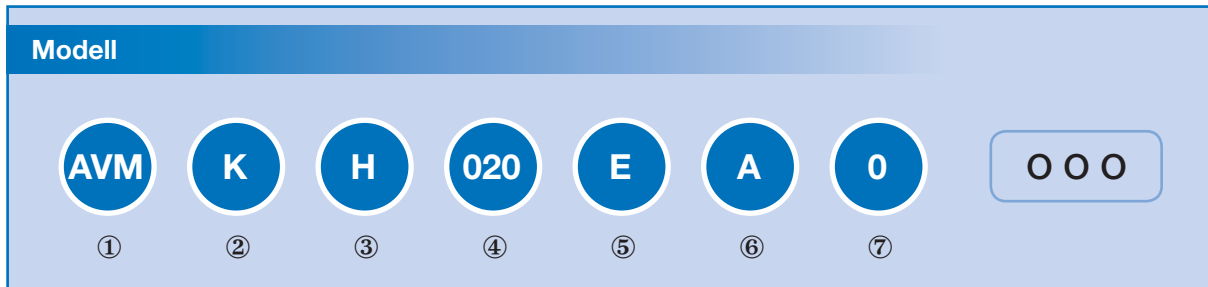 Modell
AVM K H 020 E A 0 O O O
① ② ③ ④ ⑤ ⑥ ⑦